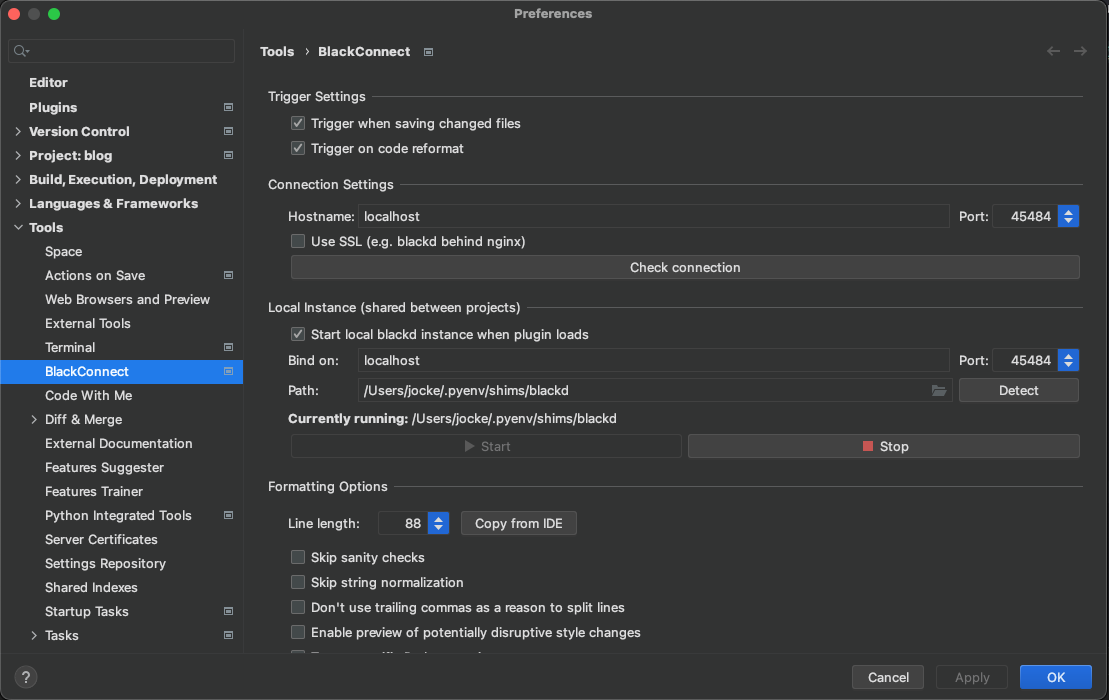 Preferences
Editor
Plugins
Version Control
Project: blog
Build, Execution, Deployment
Languages & Frameworks
Tools
Space
Actions on Save
Web Browsers and Preview
External Tools
Terminal
BlackConnect
Code With Me
Diff & Merge
External Documentation
Features Suggester
Features Trainer
Python Integrated Tools
Server Certificates
Settings Repository
Shared Indexes
Startup Tasks
Tasks
?
Tools › BlackConnect
Trigger Settings
Trigger when saving changed files
Trigger on code reformat
Connection Settings
Hostname: localhost Port: 45484
Use SSL (e.g. blackd behind nginx)
Check connection
Local Instance (shared between projects)
Start local blackd instance when plugin loads
Bind on: localhost Port: 45484
Path: /Users/jocke/.pyenv/shims/blackd Detect
Currently running: /Users/jocke/.pyenv/shims/blackd
Start Stop
Formatting Options
Line length: 88 Copy from IDE
Skip sanity checks
Skip string normalization
Don't use trailing commas as a reason to split lines
Enable preview of potentially disruptive style changes
Cancel Apply OK